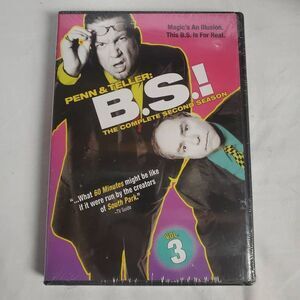 Magic's An Illusion.
This B.S. Is For Real.
PENN & TELLER:
B.S.!
THE COMPLETE SECOND SEASON
"...What 60 Minutes might be like
if it were run by the creators
of South Park."
-TV Guide
VOL.
3